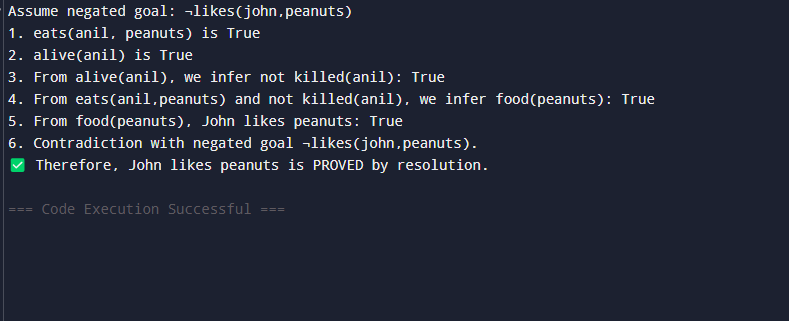 Assume negated goal: ¬likes(john,peanuts)
1. eats(anil, peanuts) is True
2. alive(anil) is True
3. From alive(anil), we infer not killed(anil): True
4. From eats(anil,peanuts) and not killed(anil), we infer food(peanuts): True
5. From food(peanuts), John likes peanuts: True
6. Contradiction with negated goal ¬likes(john,peanuts).
✅ Therefore, John likes peanuts is PROVED by resolution.
=== Code Execution Successful ===